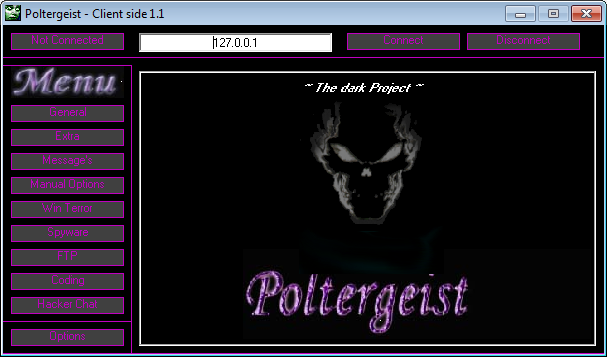 Poltergeist - Client side 1.1
Not Connected
127.0.0.1
Connect
Disconnect
Menu
~ The dark Project ~
General
Extra
Message's
Manual Options
Win Terror
Spyware
FTP
Coding
Hacker Chat
Options
Poltergeist